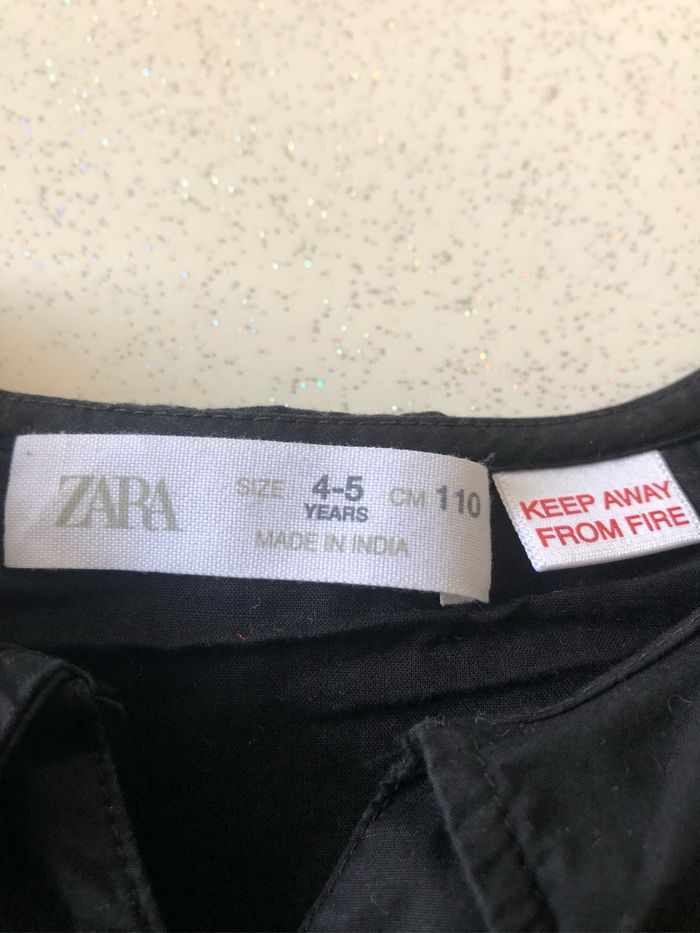 ZARA
SIZE 4-5 CM 110
YEARS
MADE IN INDIA
KEEP AWAY
FROM FIRE